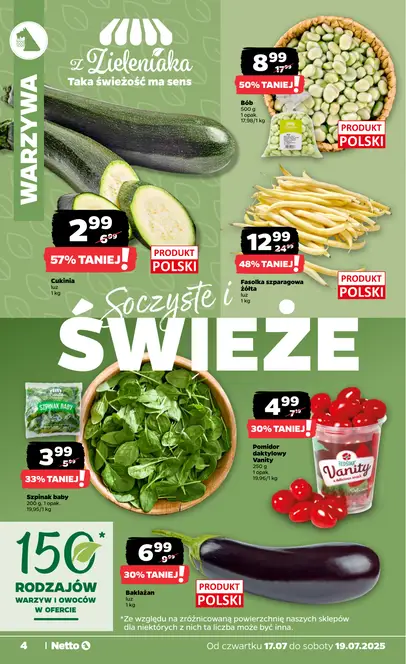 WARZYWA
Z Zieleniaka
Taka świeżość ma sens
8 99
17 99
50% TANIEJ!
Bób
500 g
1 opak.
17,98/1 kg
PRODUKT
POLSKI
2 99
6 99
57% TANIEJ!
Cukinia
luz
1 kg
PRODUKT
POLSKI
12 99
24 99
48% TANIEJ!
Fasolka szparagowa
żółta
luz
1 kg
PRODUKT
POLSKI
Soczyste i
ŚWIEŻE
SZPINAK BABY
3 99
5 99
33% TANIEJ!
Szpinak baby
200 g, 1 opak.
19,95/1 kg
4 99
7 19
30% TANIEJ!
Pomidor
daktylowy
Vanity
250 g
1 opak.
19,96/1 kg
Vanity
150*
RODZAJÓW
WARZYW I OWOCÓW
W OFERCIE
6 99
9 99
30% TANIEJ!
Bakłażan
luz
1 kg
PRODUKT
POLSKI
*Ze względu na zróżnicowaną powierzchnię naszych sklepów
dla niektórych z nich ta liczba może być inna.
4 Netto Od czwartku 17.07 do soboty 19.07.2025